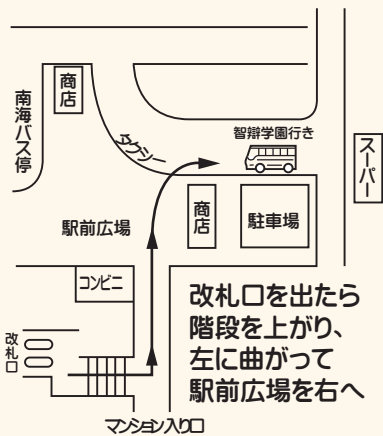 商店
南海バス停
タクシー
智辯学園行き
スーパー
駅前広場
商店
駐車場
コンビニ
改札口
改札口を出たら
階段を上がり、
左に曲がって
駅前広場を右へ
マンション入り口